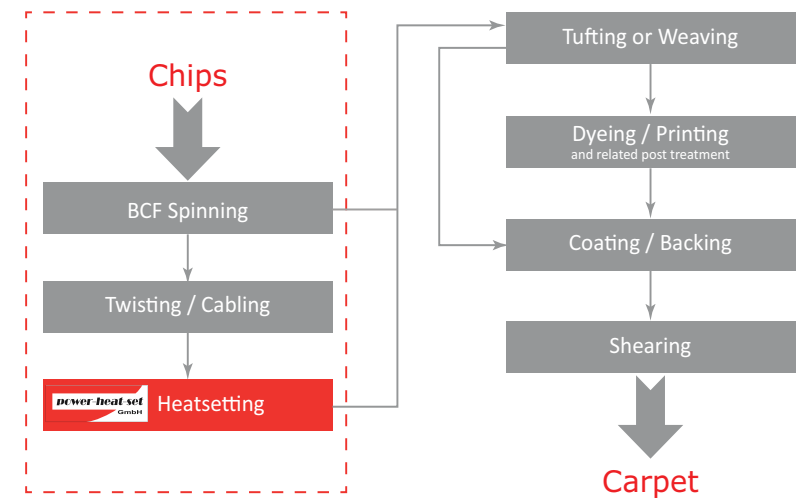 Chips
BCF Spinning
Twisting / Cabling
power-heat-set
GmbH
Heatsetting
Tufting or Weaving
Dyeing / Printing
and related post treatment
Coating / Backing
Shearing
Carpet